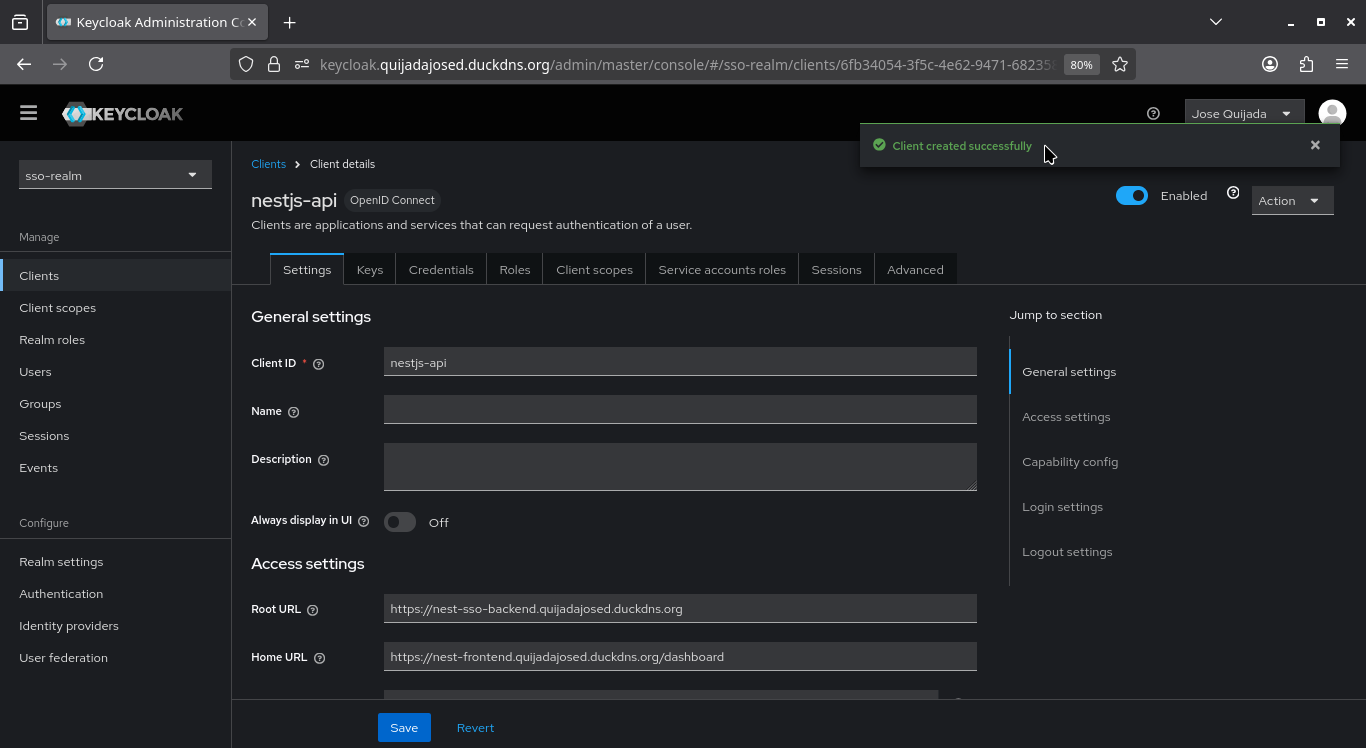 Keycloak Administration Co
keycloak.quijadajosed.duckdns.org/admin/master/console/#/sso-realm/clients/6fb34054-3f5c-4e62-9471-68235
80%
KEYCLOAK
Jose Quijada
Client created successfully
sso-realm
Manage
Clients
Client scopes
Realm roles
Users
Groups
Sessions
Events
Configure
Realm settings
Authentication
Identity providers
User federation
Clients
Client details
nestjs-api
OpenID Connect
Enabled
Action
Clients are applications and services that can request authentication of a user.
Settings
Keys
Credentials
Roles
Client scopes
Service accounts roles
Sessions
Advanced
General settings
Client ID *
nestjs-api
Name
Description
Always display in UI
Off
Access settings
Root URL
https://nest-sso-backend.quijadajosed.duckdns.org
Home URL
https://nest-frontend.quijadajosed.duckdns.org/dashboard
Jump to section
General settings
Access settings
Capability config
Login settings
Logout settings
Save
Revert